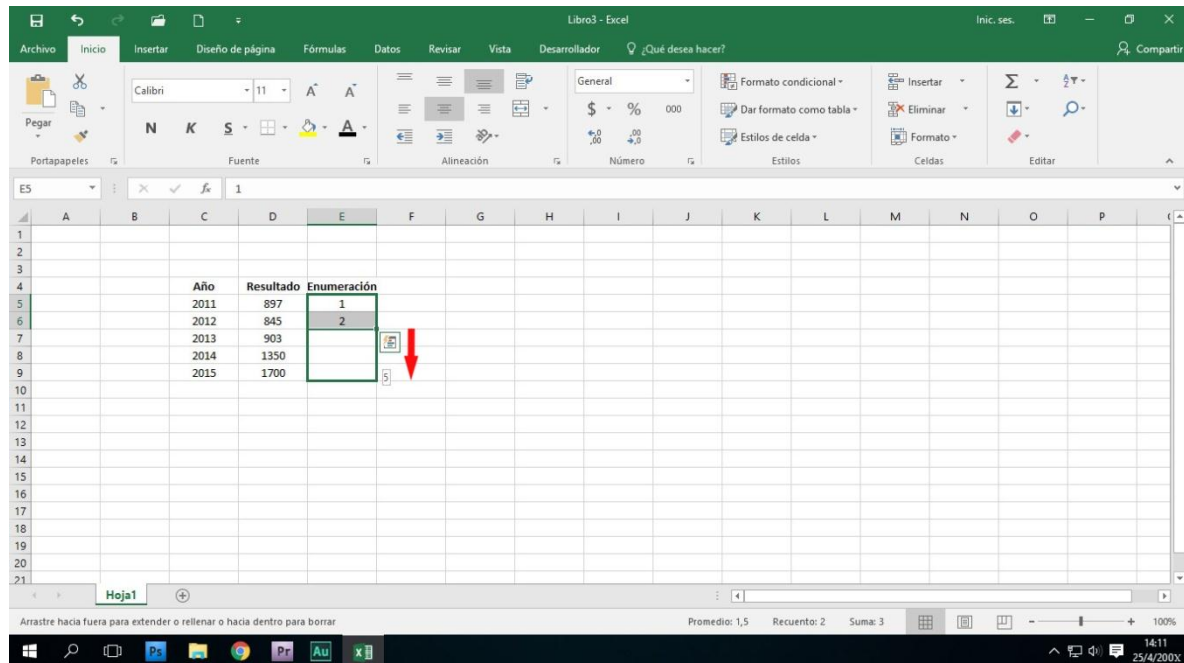 Libro3 - Excel
Inic. ses.
Archivo Inicio Insertar Diseño de página Fórmulas Datos Revisar Vista Desarrollador ¿Qué desea hacer? Compartir
Pegar
Calibri 11 A A
N K S A
General
$ % 000
Formato condicional
Dar formato como tabla
Estilos de celda
Insertar
Eliminar
Formato
Portapapeles Fuente Alineación Número Estilos Celdas Editar
E5 fx 1
A B C D E F G H I J K L M N O P
1
2
3
4 Año Resultado Enumeración
5 2011 897 1
6 2012 845 2
7 2013 903
8 2014 1350
9 2015 1700 5
10
11
12
13
14
15
16
17
18
19
20
21
Hoja1
Arrastre hacia fuera para extender o rellenar o hacia dentro para borrar Promedio: 1,5 Recuento: 2 Suma: 3 100%
Ps Pr Au 14:11
25/4/200X